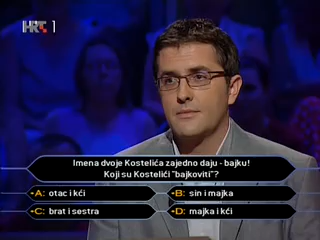 HRT 1
Imena dvoje Kostelića zajedno daju - bajku!
Koji su Kostelići "bajkoviti"?
A: otac i kći
B: sin i majka
C: brat i sestra
D: majka i kći